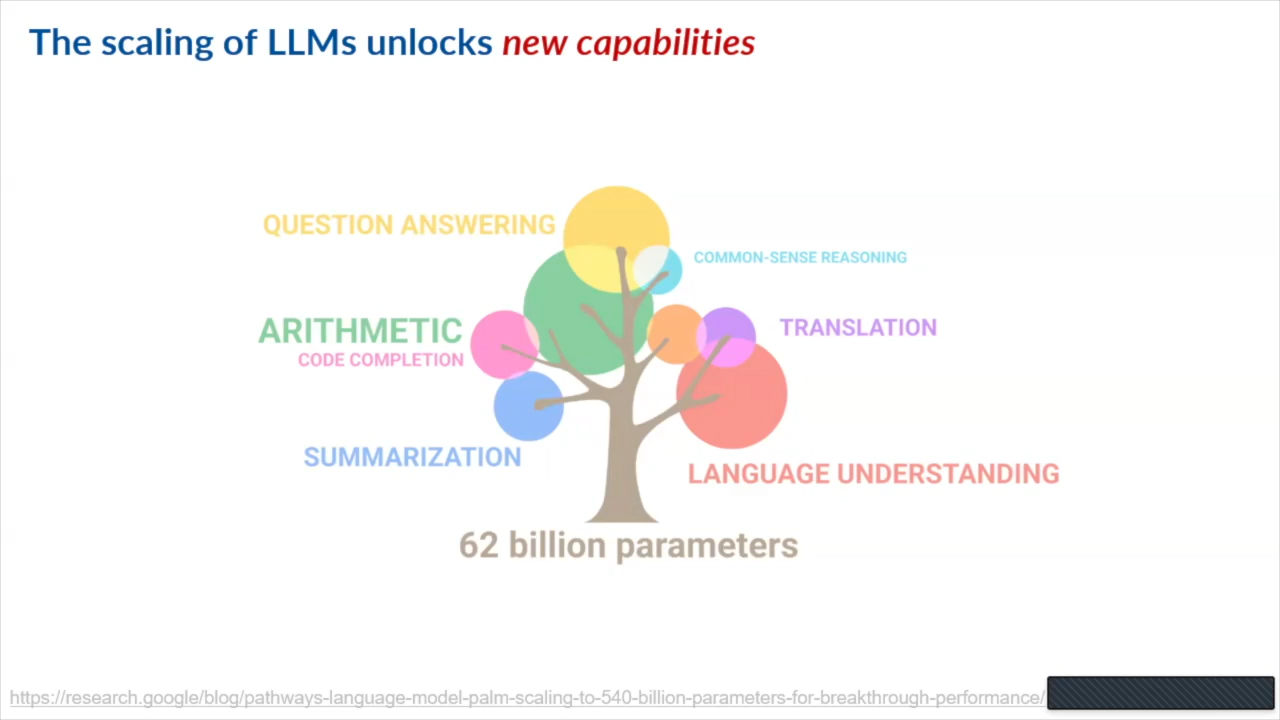 The scaling of LLMs unlocks new capabilities
QUESTION ANSWERING
COMMON-SENSE REASONING
ARITHMETIC
TRANSLATION
CODE COMPLETION
SUMMARIZATION
LANGUAGE UNDERSTANDING
62 billion parameters
https://research.google/blog/pathways-language-model-palm-scaling-to-540-billion-parameters-for-breakthrough-performance/